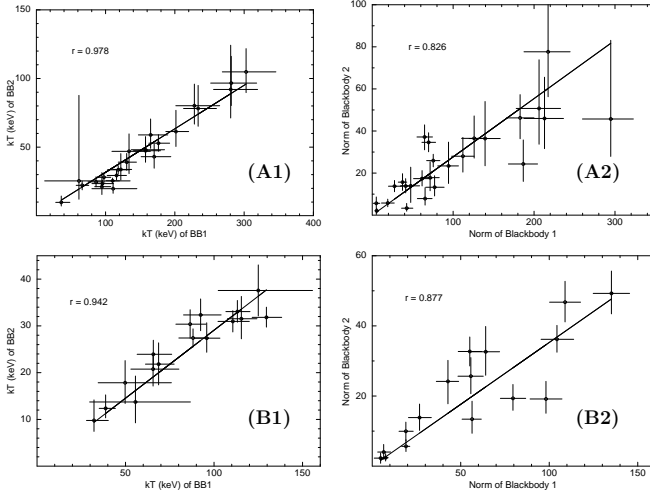 r = 0.978
(A1)
kT (keV) of BB2
50
100
150
100
200
300
400
kT (keV) of BB1
r = 0.826
(A2)
Norm of Blackbody 2
20
40
60
80
100
100
200
300
Norm of Blackbody 1
r = 0.942
(B1)
kT (keV) of BB2
10
20
30
40
50
100
150
kT (keV) of BB1
r = 0.877
(B2)
Norm of Blackbody 2
20
40
60
0
50
100
150
Norm of Blackbody 1